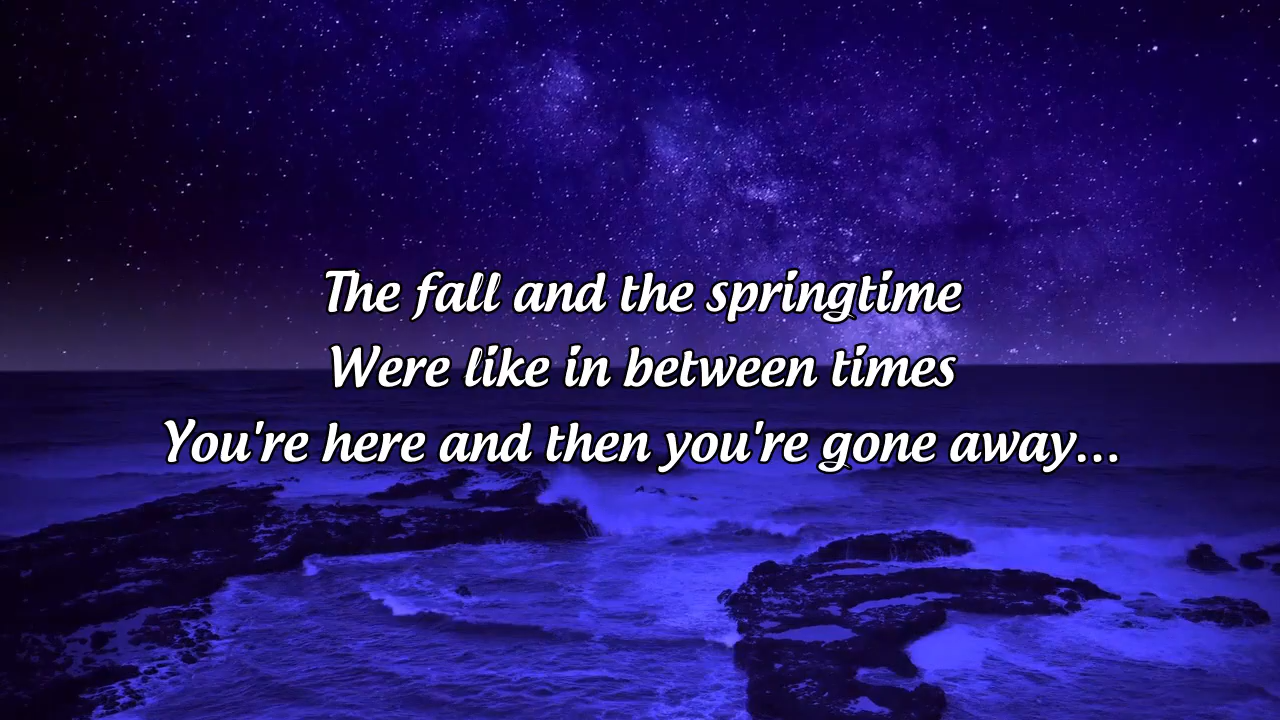 The fall and the springtime
Were like in between times
You're here and then you're gone away...